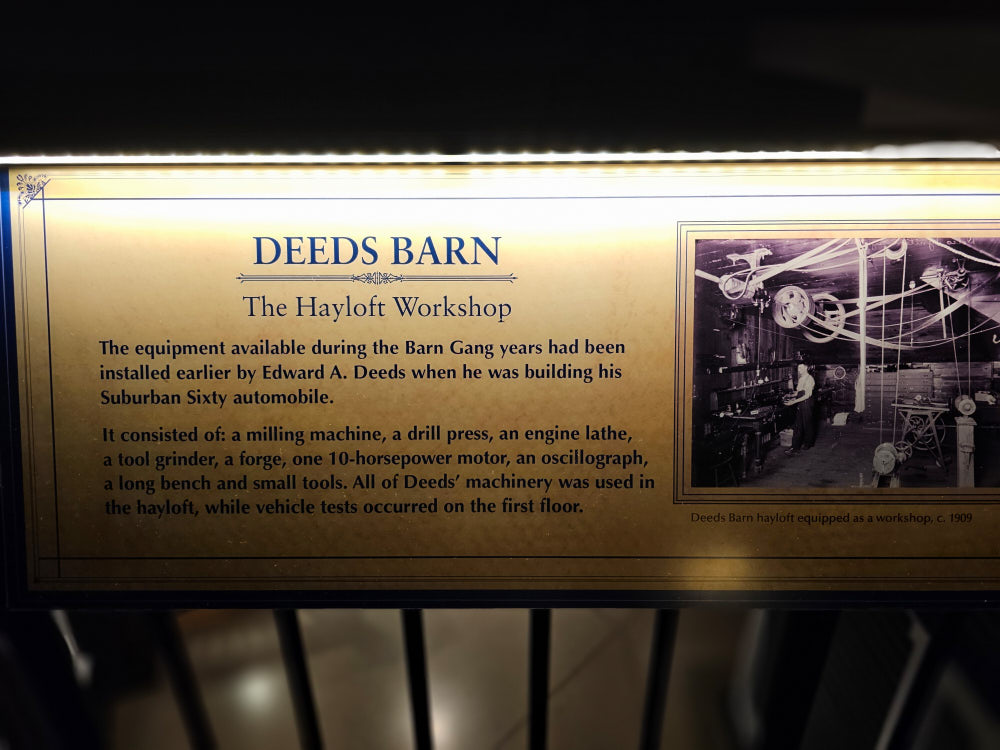 DEEDS BARN
The Hayloft Workshop
The equipment available during the Barn Gang years had been
installed earlier by Edward A. Deeds when he was building his
Suburban Sixty automobile.
It consisted of: a milling machine, a drill press, an engine lathe,
a tool grinder, a forge, one 10-horsepower motor, an oscillograph,
a long bench and small tools. All of Deeds’ machinery was used in
the hayloft, while vehicle tests occurred on the first floor.
Deeds Barn hayloft equipped as a workshop, c. 1909